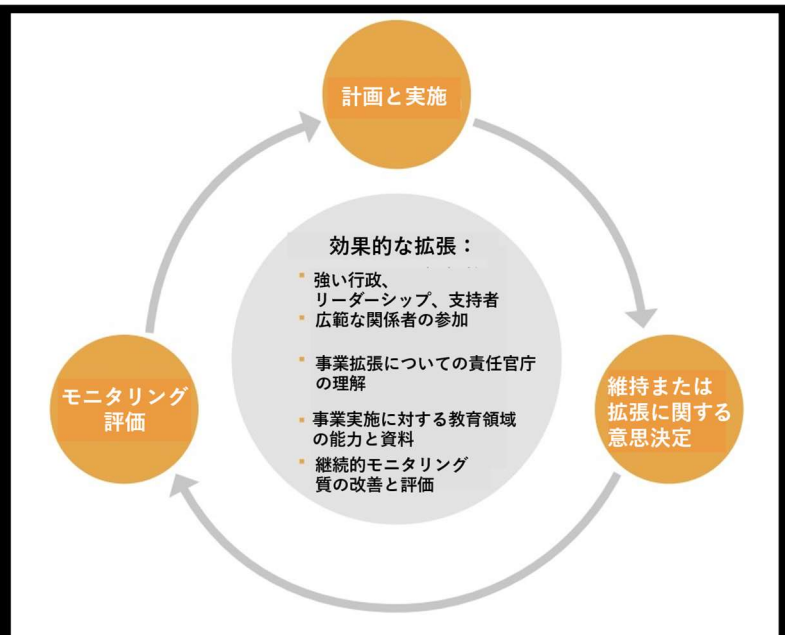 計画と実施
効果的な拡張：
▪ 強い行政、
リーダーシップ、支持者
▪ 広範な関係者の参加
▪ 事業拡張についての責任官庁
の理解
▪ 事業実施に対する教育領域
の能力と資料
▪ 継続的モニタリング
質の改善と評価
維持または
拡張に関する
意思決定
モニタリング
評価